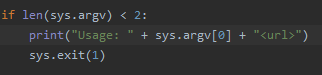 if len(sys.argv) < 2:
    print("Usage: " + sys.argv[0] + "<url>")
    sys.exit(1)